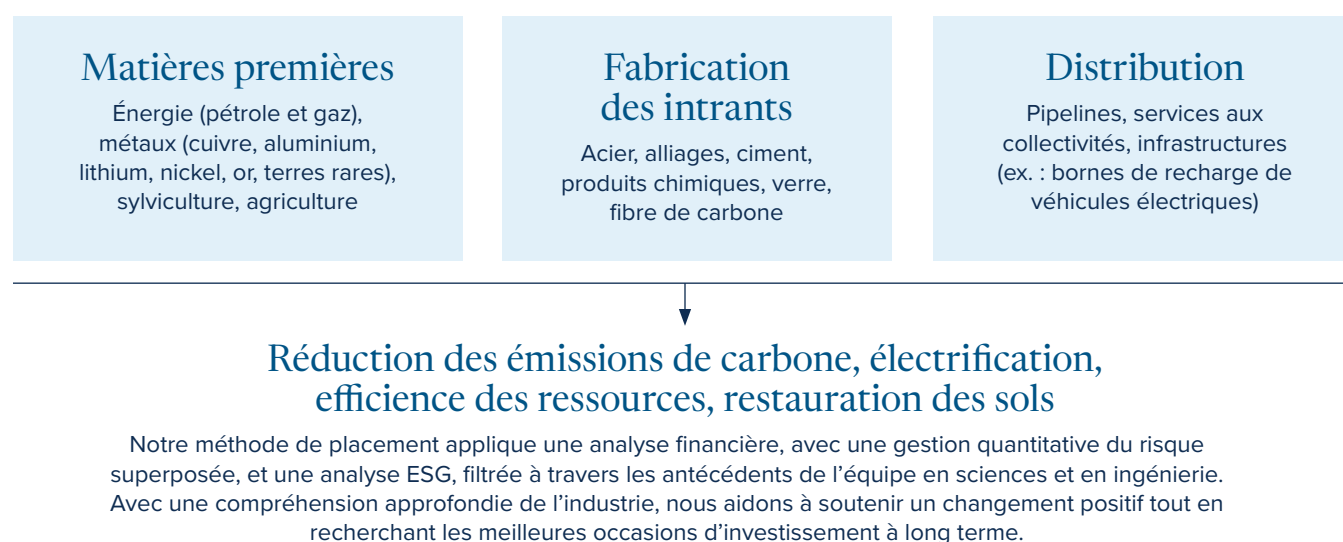 Matières premières
Énergie (pétrole et gaz),
métaux (cuivre, aluminium,
lithium, nickel, or, terres rares),
sylviculture, agriculture
Fabrication
des intrants
Acier, alliages, ciment,
produits chimiques, verre,
fibre de carbone
Distribution
Pipelines, services aux
collectivités, infrastructures
(ex. : bornes de recharge de
véhicules électriques)
Réduction des émissions de carbone, électrification,
efficience des ressources, restauration des sols
Notre méthode de placement applique une analyse financière, avec une gestion quantitative du risque
superposée, et une analyse ESG, filtrée à travers les antécédents de l’équipe en sciences et en ingénierie.
Avec une compréhension approfondie de l’industrie, nous aidons à soutenir un changement positif tout en
recherchant les meilleures occasions d’investissement à long terme.